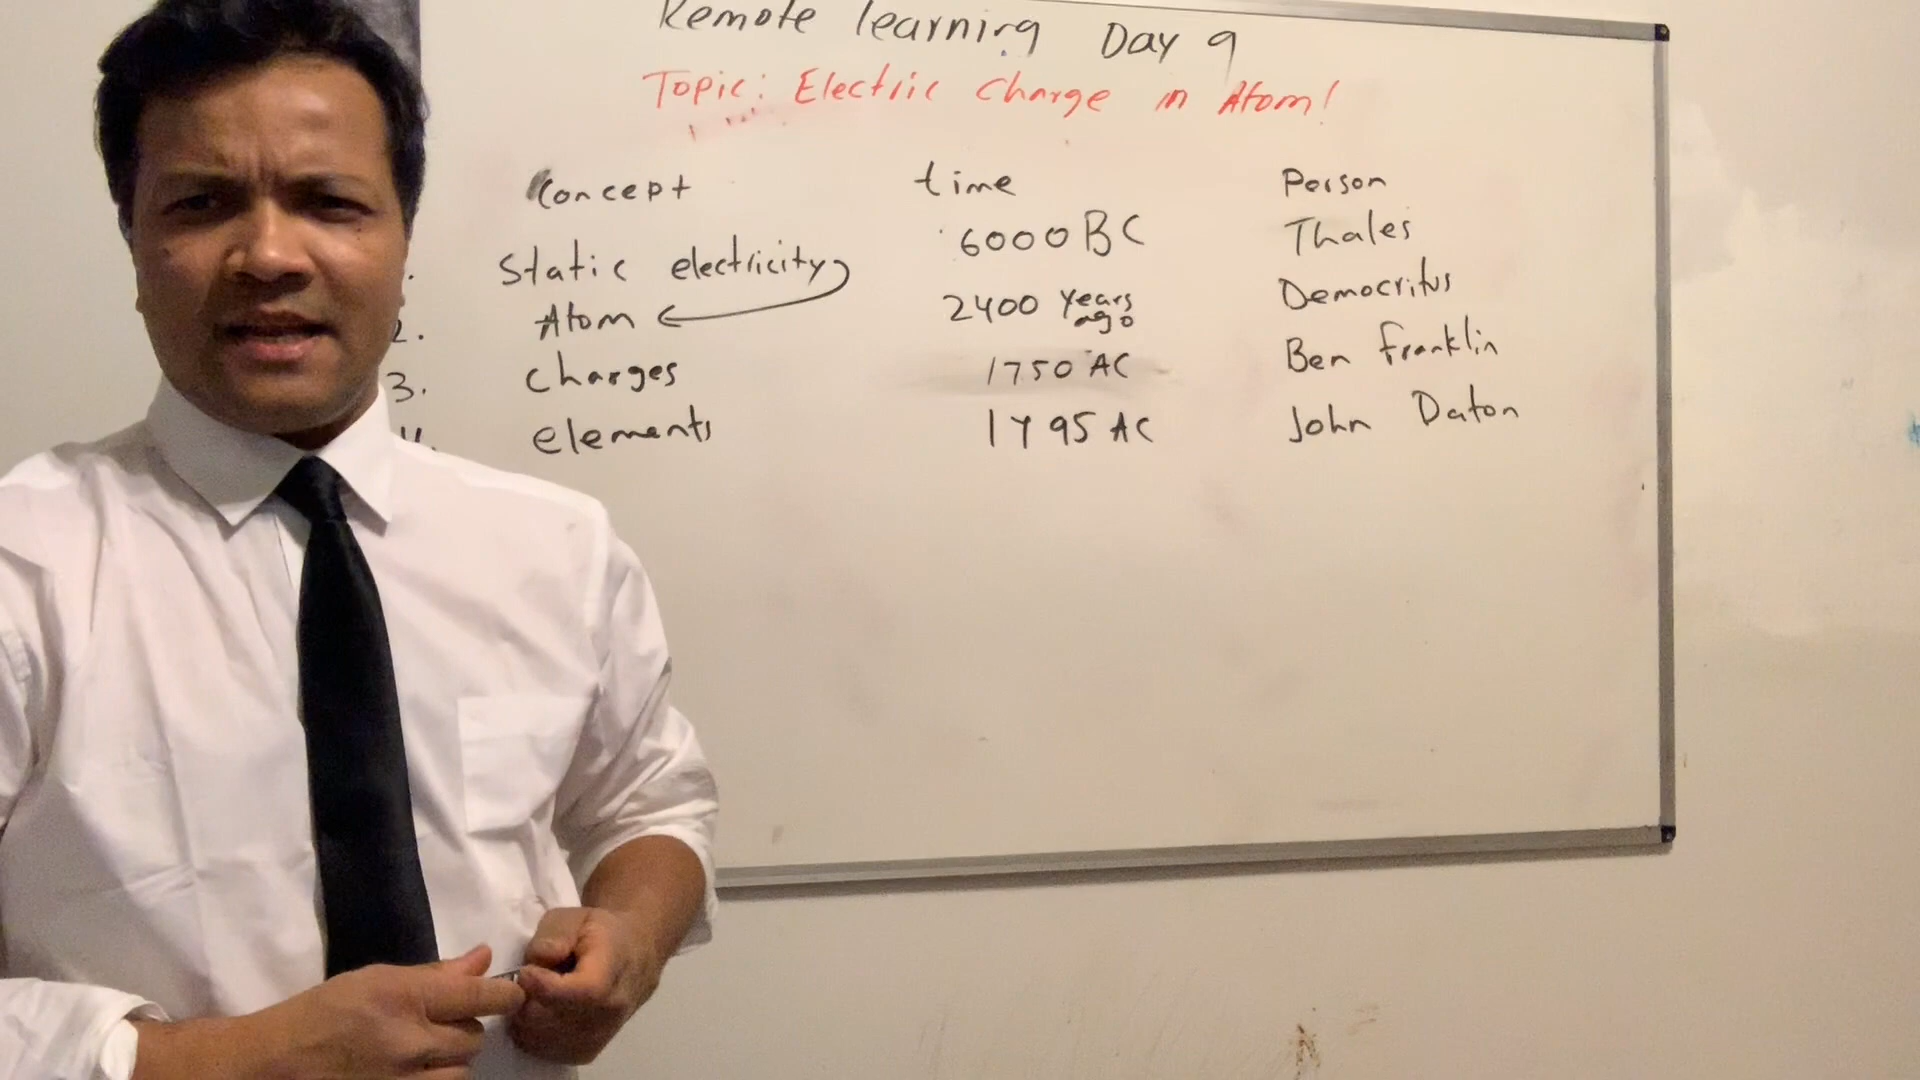 Remote learning Day 9
Topic: Electric Charge in Atom!
Concept time Person
Static electricity 6000 BC Thales
2. Atom 2400 years ago Democritus
3. Charges 1750 AC Ben Franklin
4. elements 1795 AC John Daton